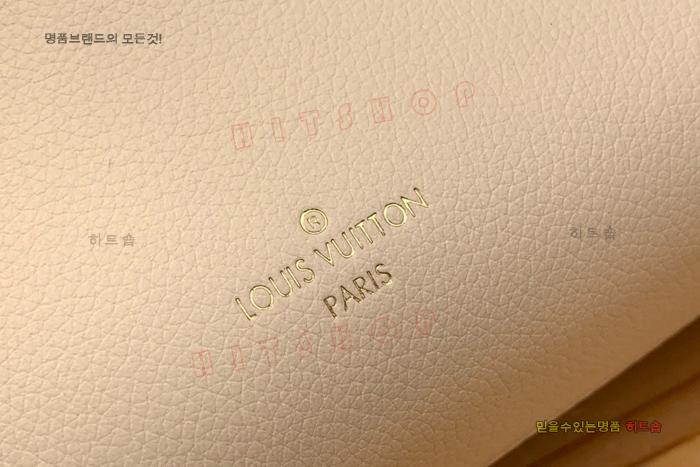 명품브랜드의 모든것!
HITSHOP
®
LOUIS VUITTON
PARIS
히트숍
히트숍
HITSHOP
믿을수있는명품 히트숍